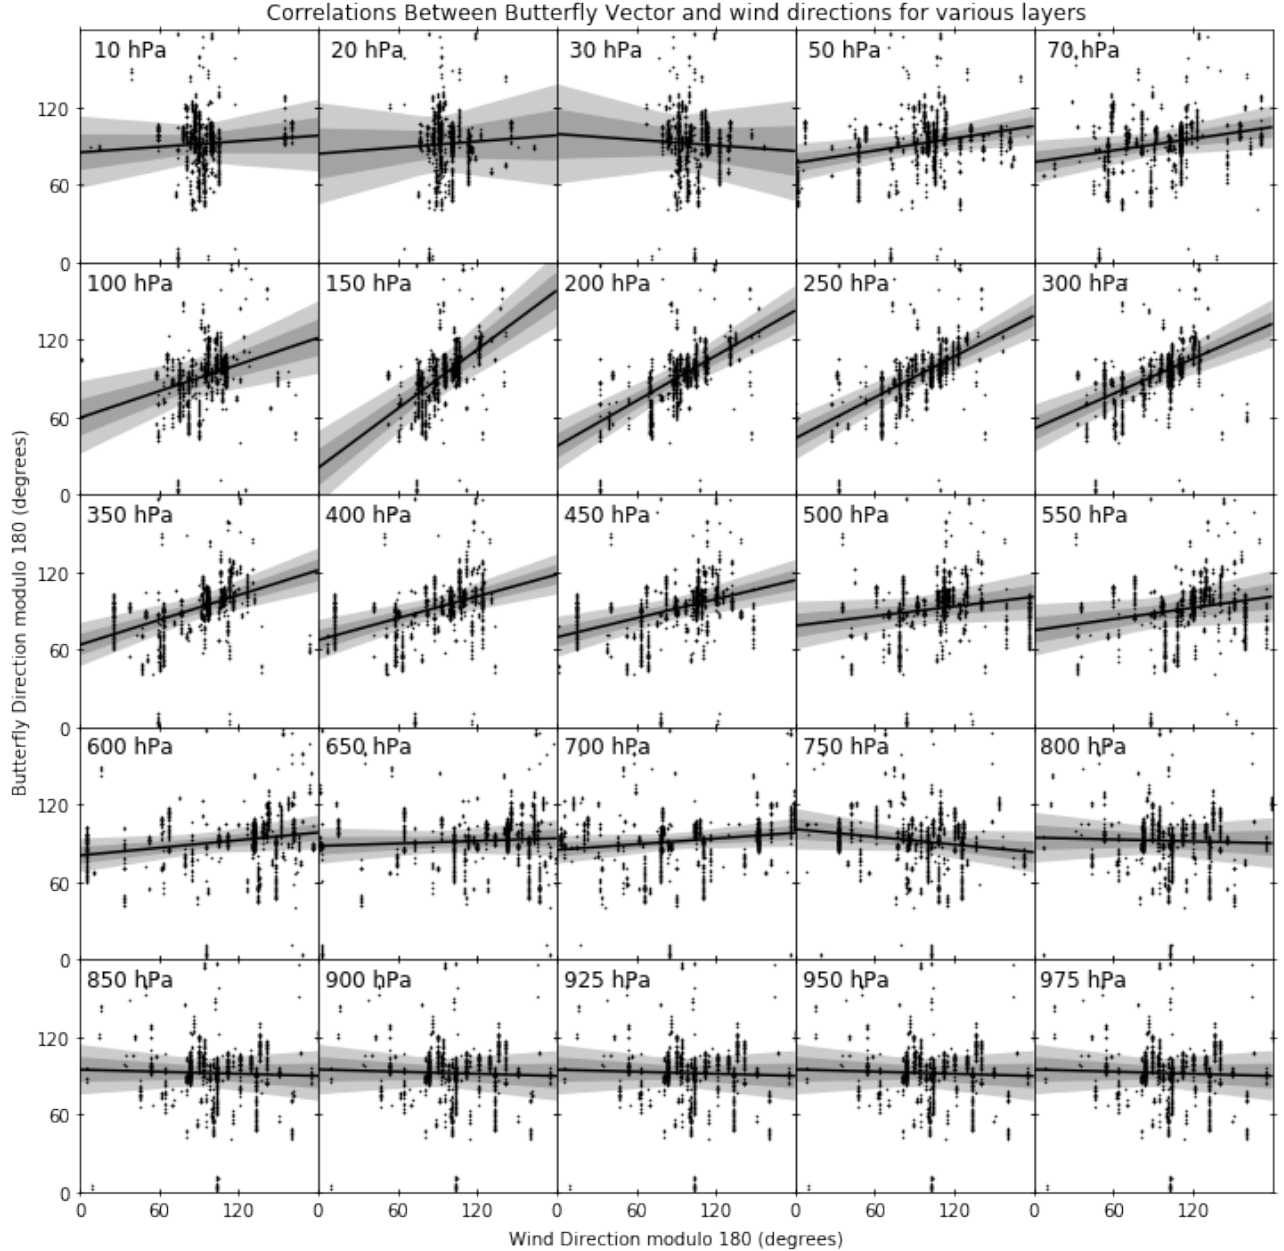 Correlations Between Butterfly Vector and wind directions for various layers
10 hPa 20 hPa 30 hPa 50 hPa 70 hPa
120
60
0
100 hPa 150 hPa 200 hPa 250 hPa 300 hPa
120
60
0
350 hPa 400 hPa 450 hPa 500 hPa 550 hPa
120
60
0
600 hPa 650 hPa 700 hPa 750 hPa 800 hPa
120
60
0
850 hPa 900 hPa 925 hPa 950 hPa 975 hPa
120
60
0
0 60 120 0 60 120 0 60 120 0 60 120 0 60 120
Wind Direction modulo 180 (degrees)
Butterfly Direction modulo 180 (degrees)